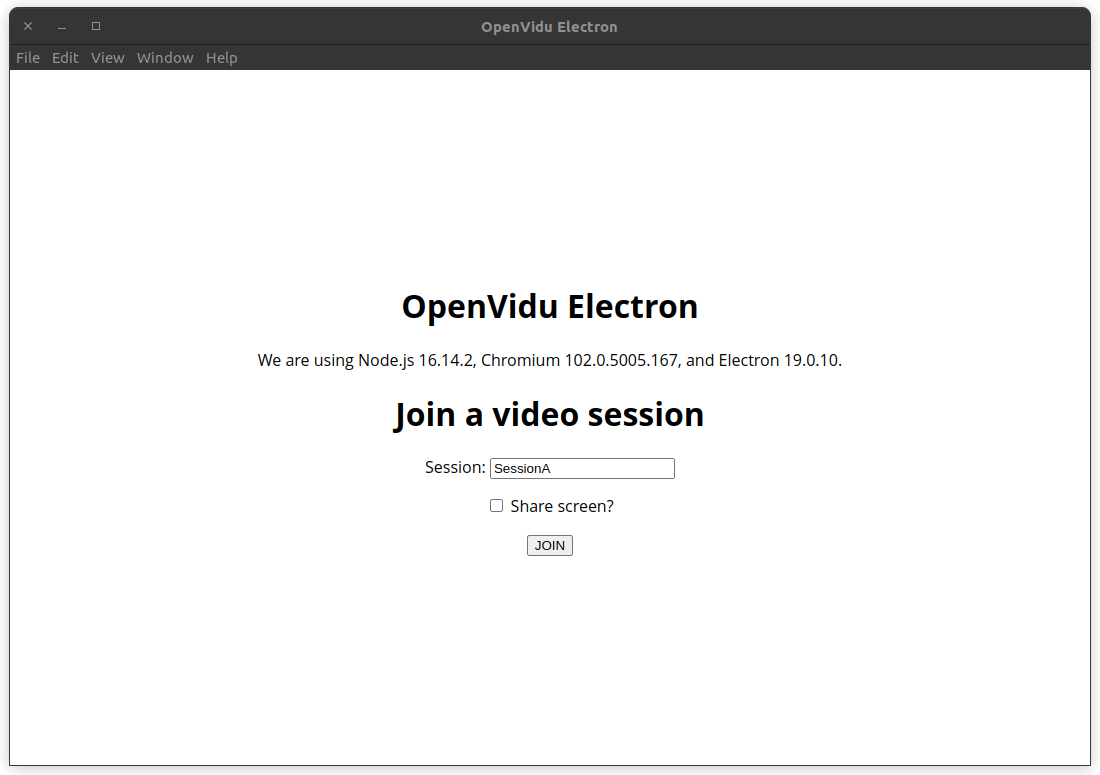 OpenVidu Electron
File Edit View Window Help
OpenVidu Electron
We are using Node.js 16.14.2, Chromium 102.0.5005.167, and Electron 19.0.10.
Join a video session
Session: SessionA
Share screen?
JOIN